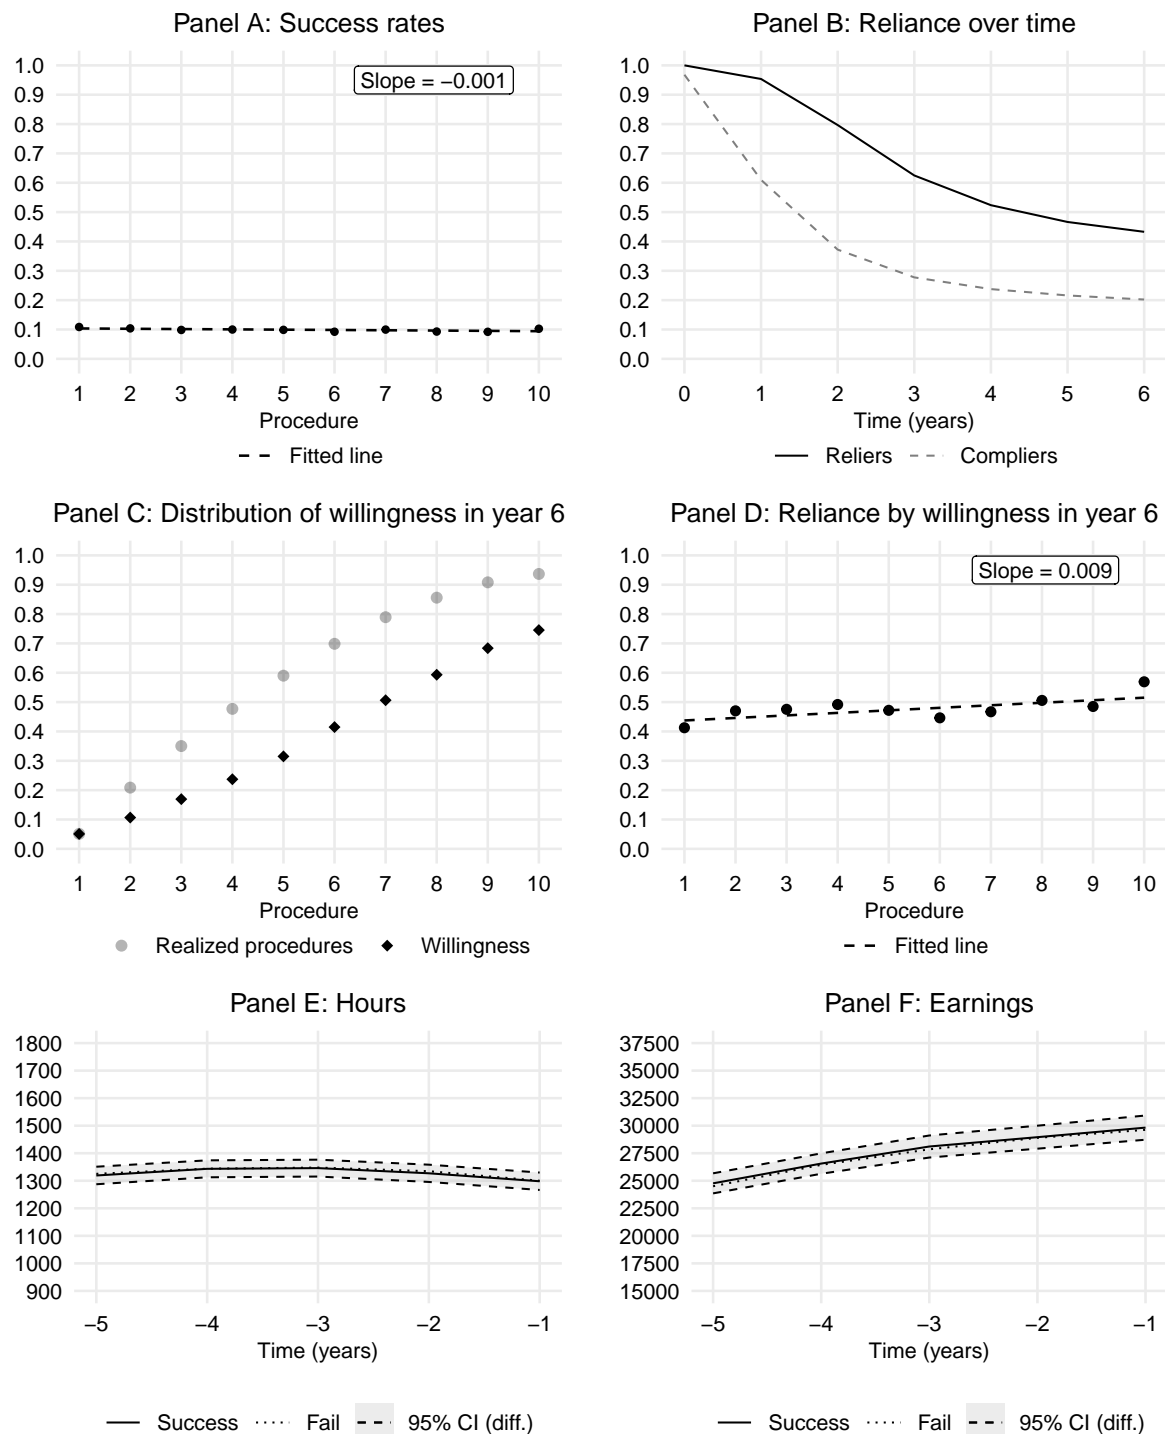 Panel A: Success rates
1.0
0.9
0.8
0.7
0.6
0.5
0.4
0.3
0.2
0.1
0.0
Slope = −0.001
1 2 3 4 5 6 7 8 9 10
Procedure
Fitted line
Panel B: Reliance over time
1.0
0.9
0.8
0.7
0.6
0.5
0.4
0.3
0.2
0.1
0.0
0 1 2 3 4 5 6
Time (years)
Reliers Compliers
Panel C: Distribution of willingness in year 6
1.0
0.9
0.8
0.7
0.6
0.5
0.4
0.3
0.2
0.1
0.0
1 2 3 4 5 6 7 8 9 10
Procedure
Realized procedures Willingness
Panel D: Reliance by willingness in year 6
1.0
0.9
0.8
0.7
0.6
0.5
0.4
0.3
0.2
0.1
0.0
Slope = 0.009
1 2 3 4 5 6 7 8 9 10
Procedure
Fitted line
Panel E: Hours
1800
1700
1600
1500
1400
1300
1200
1100
1000
900
−5 −4 −3 −2 −1
Time (years)
Success Fail 95% CI (diff.)
Panel F: Earnings
37500
35000
32500
30000
27500
25000
22500
20000
17500
15000
−5 −4 −3 −2 −1
Time (years)
Success Fail 95% CI (diff.)